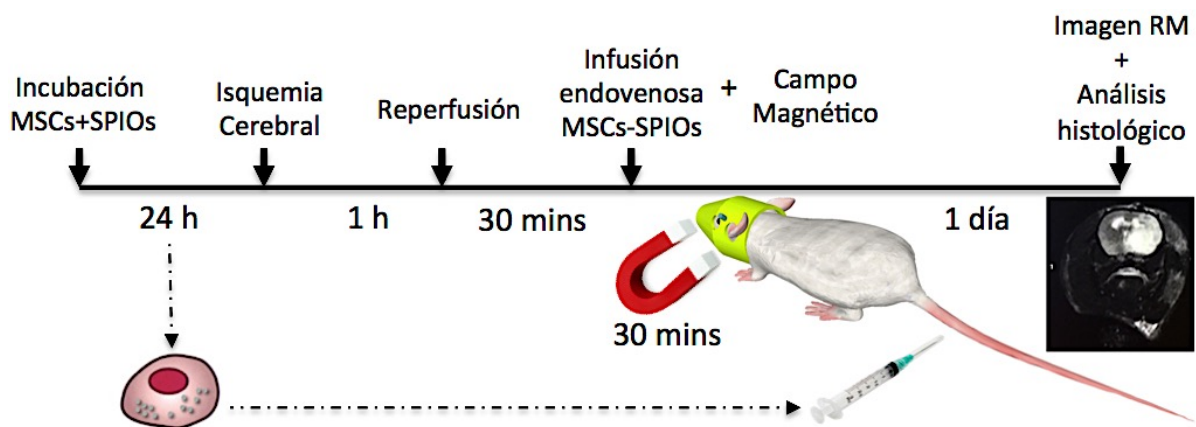 Incubación
MSCs+SPIOs
Isquemia
Cerebral
Reperfusión
Infusión
endovenosa
MSCs-SPIOs
+
Campo
Magnético
Imagen RM
+
Análisis
histológico
24 h
1 h
30 mins
1 día
30 mins